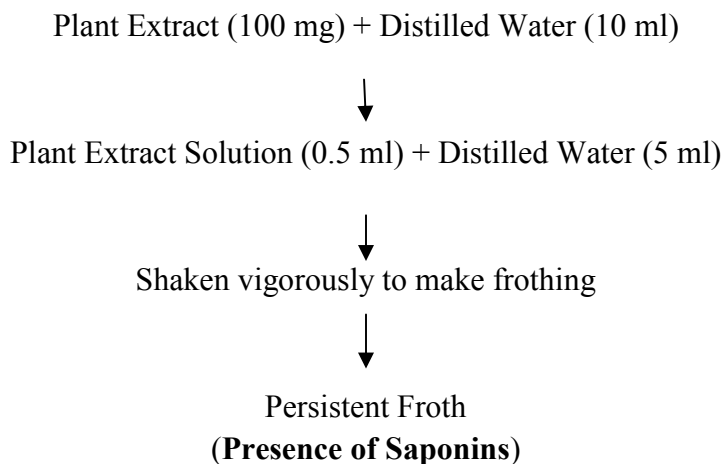 Plant Extract (100 mg) + Distilled Water (10 ml)
Plant Extract Solution (0.5 ml) + Distilled Water (5 ml)
Shaken vigorously to make frothing
Persistent Froth
(Presence of Saponins)